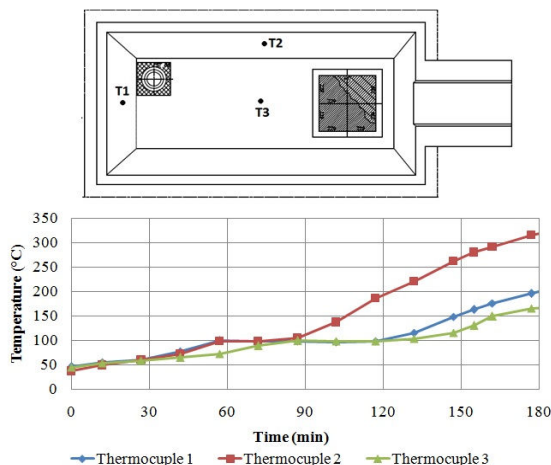 T2
T1
T3
350
300
250
200
150
100
50
0
Temperature (°C)
0 30 60 90 120 150 180
Time (min)
Thermocuple 1 Thermocuple 2 Thermocuple 3